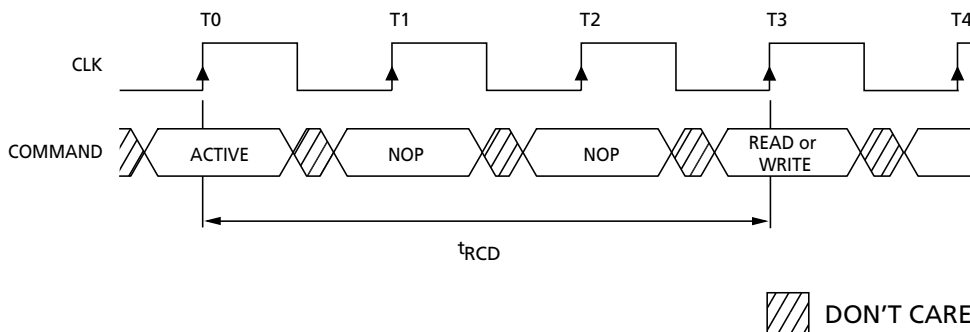 T0 T1 T2 T3 T4
CLK
COMMAND ACTIVE NOP NOP READ or
WRITE
tRCD
DON'T CARE